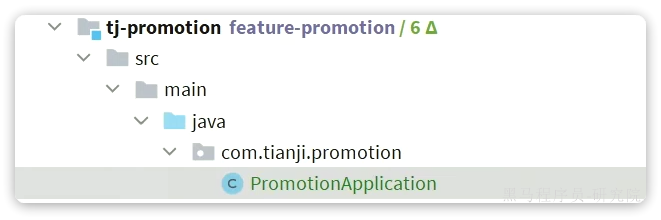 tj-promotion feature-promotion / 6 Δ
src
main
java
com.tianji.promotion
C PromotionApplication
黑马程序员-研究院